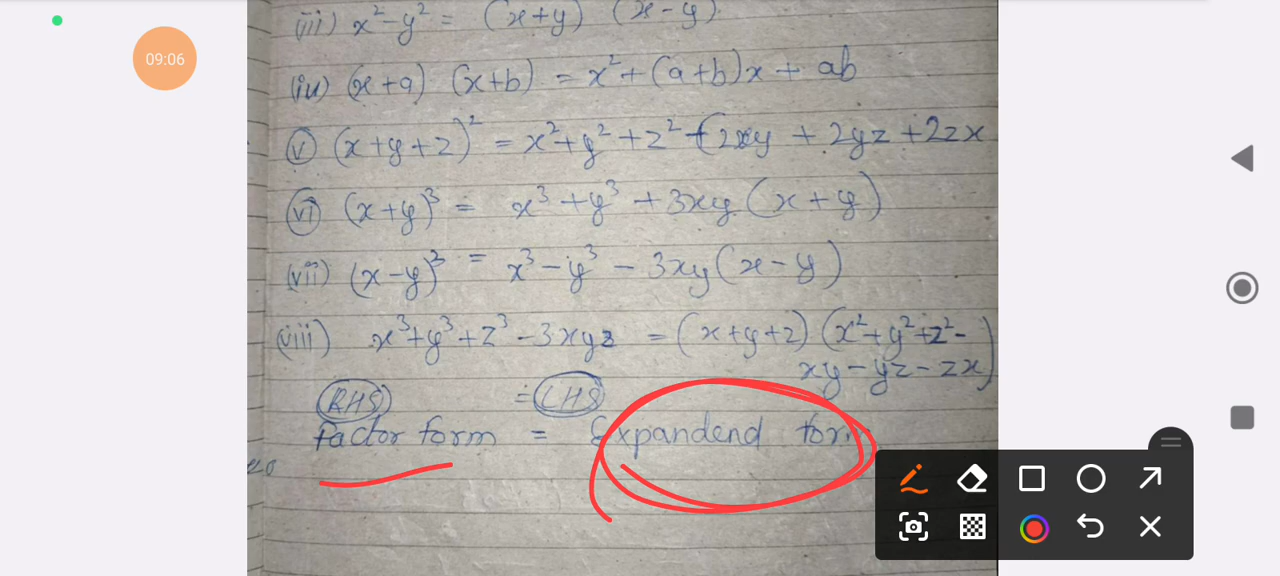 09:06
(iii) x² - y² = (x+y) (x-y)
(iv) (x+a) (x+b) = x² + (a+b)x + ab
(v) (x+y+z)² = x² + y² + z² + 2xy + 2yz + 2zx
(vi) (x+y)³ = x³ + y³ + 3xy (x+y)
(vii) (x-y)³ = x³ - y³ - 3xy (x-y)
(viii) x³+y³+z³ - 3xyz = (x+y+z) (x²+y²+z²-
xy-yz-zx)
RHS = LHS
factor form = Expandend form